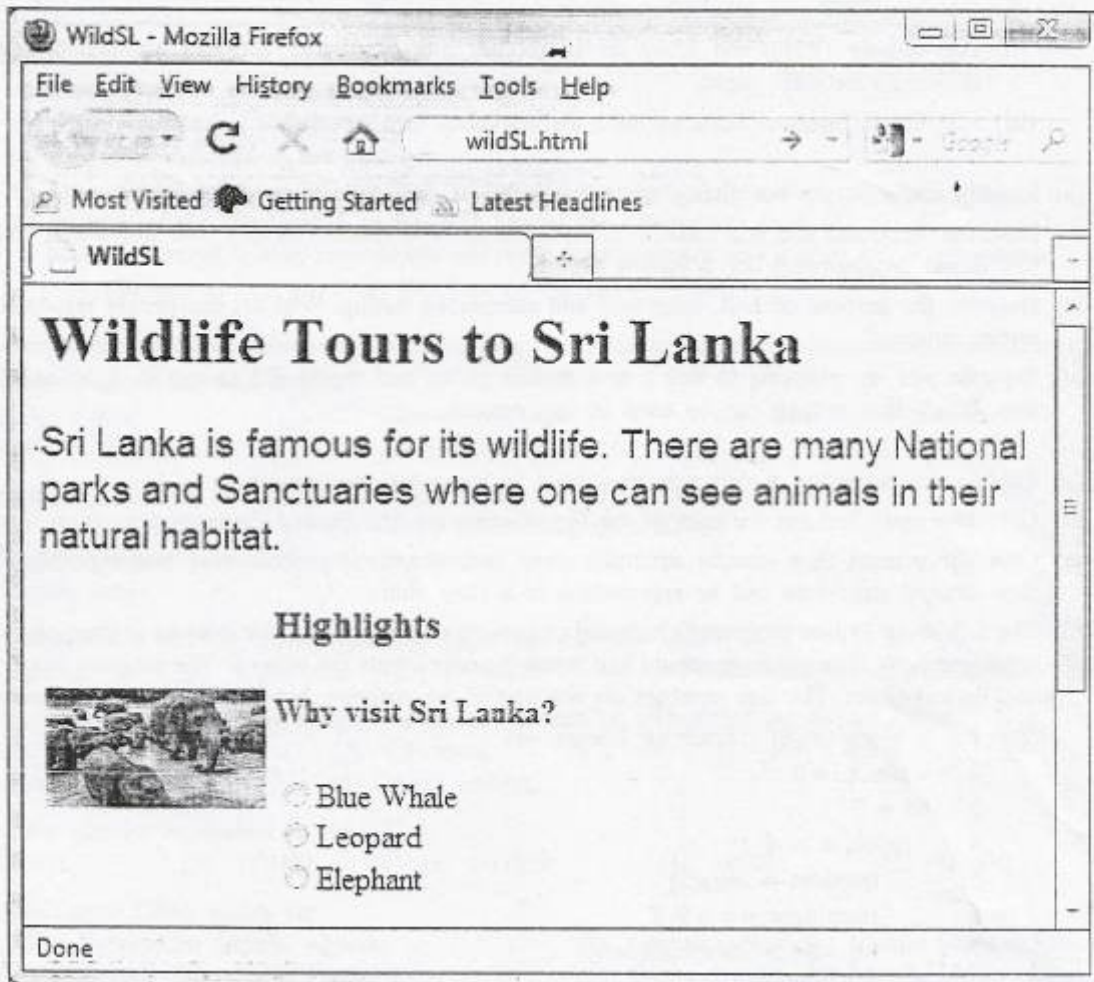 WildSL - Mozilla Firefox
File Edit View History Bookmarks Tools Help
wildSL.html
Google
Most Visited Getting Started Latest Headlines
WildSL
Wildlife Tours to Sri Lanka
Sri Lanka is famous for its wildlife. There are many National
parks and Sanctuaries where one can see animals in their
natural habitat.
Highlights
Why visit Sri Lanka?
Blue Whale
Leopard
Elephant
Done